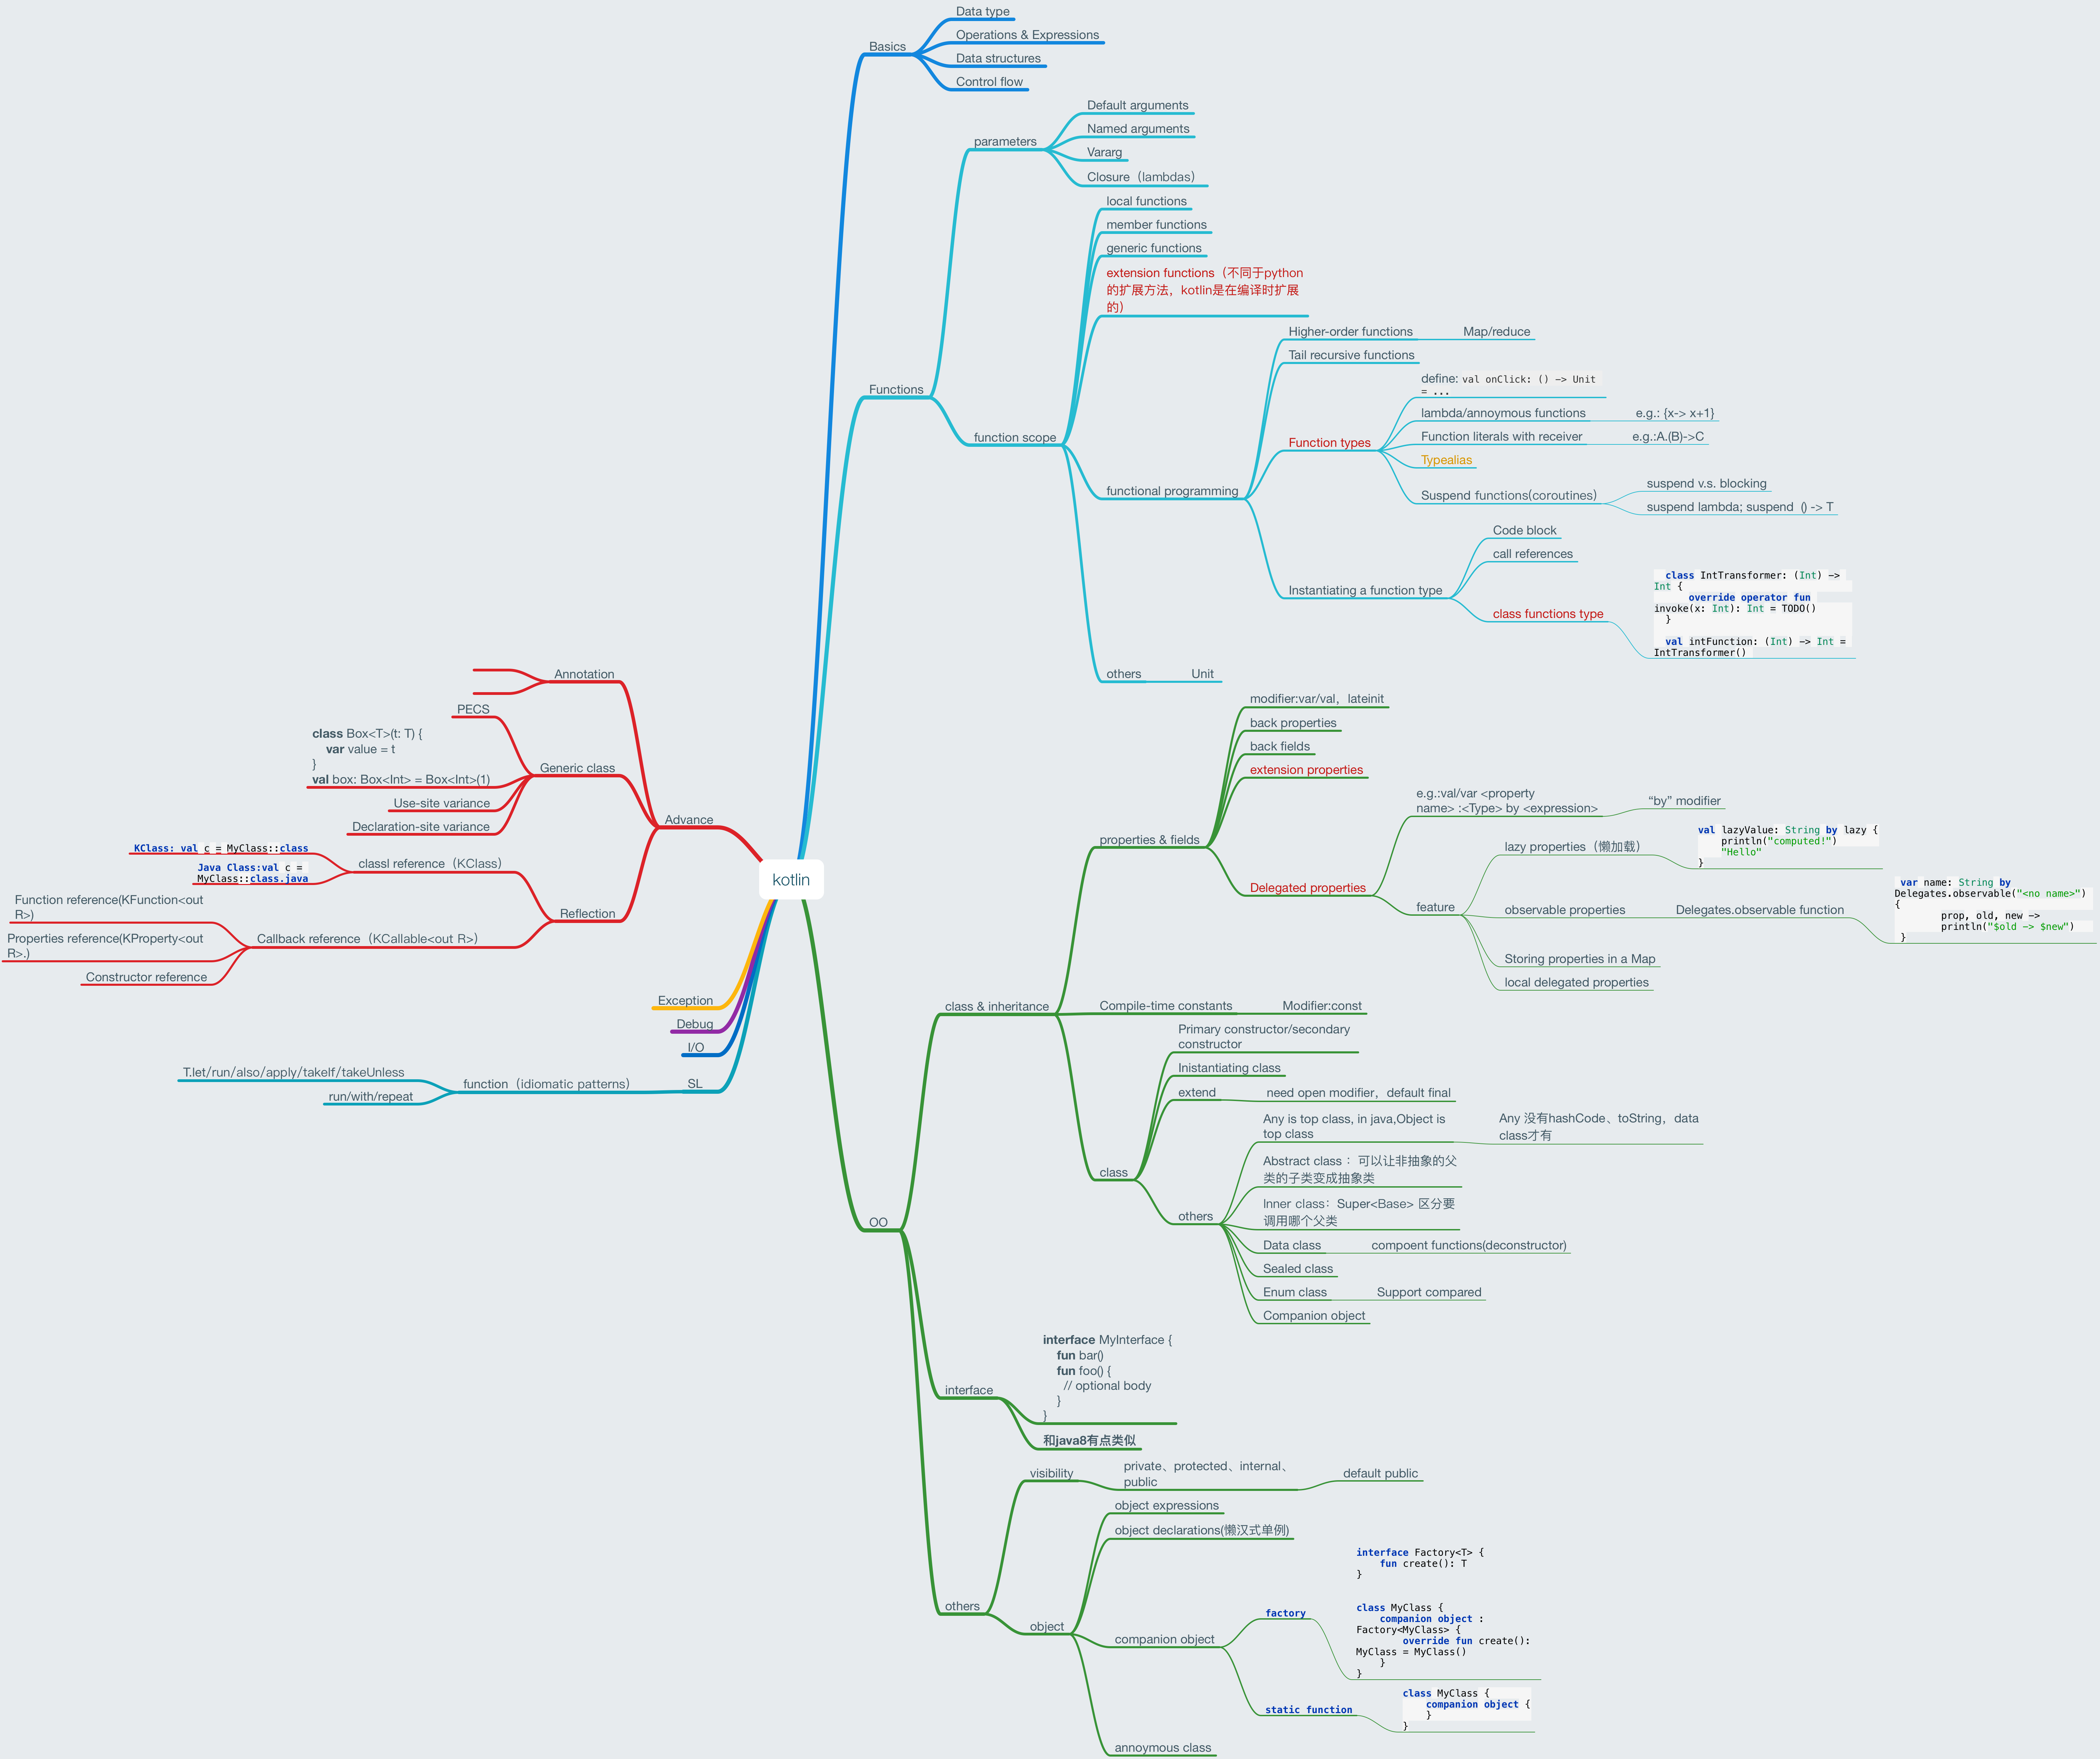 kotlin
Basics
Data type
Operations & Expressions
Data structures
Control flow
Functions
parameters
Default arguments
Named arguments
Vararg
Closure（lambdas）
function scope
local functions
member functions
generic functions
extension functions（不同于python
的扩展方法，kotlin是在编译时扩展
的）
functional programming
Higher-order functions
Map/reduce
Tail recursive functions
Function types
define: val onClick: () -> Unit
= ...
lambda/annoymous functions
e.g.: {x-> x+1}
Function literals with receiver
e.g.:A.(B)->C
Typealias
Suspend functions(coroutines)
suspend v.s. blocking
suspend lambda; suspend  () -> T
Instantiating a function type
Code block
call references
class functions type
class IntTransformer: (Int) ->
Int {
override operator fun
invoke(x: Int): Int = TODO()
}
val intFunction: (Int) -> Int =
IntTransformer()
others
Unit
OO
class & inheritance
properties & fields
modifier:var/val，lateinit
back properties
back fields
extension properties
Delegated properties
e.g.:val/var <property
name> :<Type> by <expression>
“by” modifier
feature
lazy properties（懒加载）
val lazyValue: String by lazy {
println("computed!")
"Hello"
}
observable properties
Delegates.observable function
var name: String by
Delegates.observable("<no name>")
{
prop, old, new ->
println("$old -> $new")
}
Storing properties in a Map
local delegated properties
Compile-time constants
Modifier:const
class
Primary constructor/secondary
constructor
Inistantiating class
extend
need open modifier，default final
others
Any is top class, in java,Object is
top class
Any 没有hashCode、toString，data
class才有
Abstract class ： 可以让非抽象的父
类的子类变成抽象类
Inner class：Super<Base> 区分要
调用哪个父类
Data class
compoent functions(deconstructor)
Sealed class
Enum class
Support compared
Companion object
interface
interface MyInterface {
fun bar()
fun foo() {
// optional body
}
}
和java8有点类似
others
visibility
private、protected、internal、
public
default public
object
object expressions
object declarations(懒汉式单例)
companion object
factory
interface Factory<T> {
fun create(): T
}
class MyClass {
companion object :
Factory<MyClass> {
override fun create():
MyClass = MyClass()
}
}
static function
class MyClass {
companion object {
}
}
annoymous class
Advance
Annotation
Generic class
PECS
class Box<T>(t: T) {
var value = t
}
val box: Box<Int> = Box<Int>(1)
Use-site variance
Declaration-site variance
Reflection
classl reference（KClass）
KClass: val c = MyClass::class
Java Class:val c =
MyClass::class.java
Callback reference（KCallable<out R>）
Function reference(KFunction<out
R>)
Properties reference(KProperty<out
R>.)
Constructor reference
Exception
Debug
I/O
SL
function（idiomatic patterns）
T.let/run/also/apply/takeIf/takeUnless
run/with/repeat